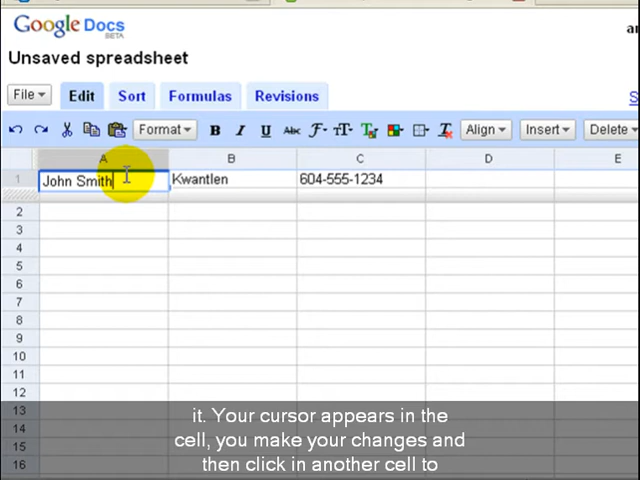 Google Docs
BETA
Unsaved spreadsheet
File Edit Sort Formulas Revisions
Format B I U Abc F TT T Align Insert Delete
A B C D E
1 John Smith Kwantlen 604-555-1234
2
3
4
5
6
7
8
9
10
11
12
13
14
15
16
it. Your cursor appears in the
cell, you make your changes and
then click in another cell to